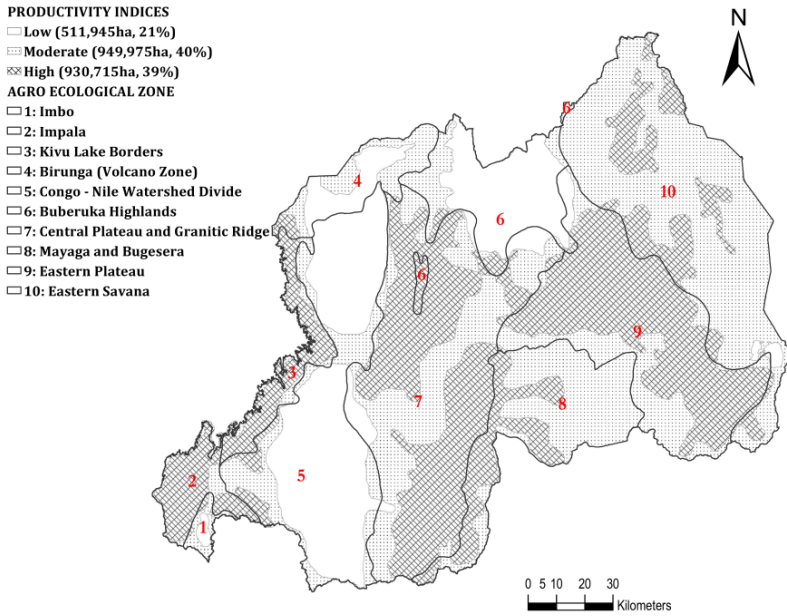 PRODUCTIVITY INDICES
Low (511,945ha, 21%)
Moderate (949,975ha, 40%)
High (930,715ha, 39%)
AGRO ECOLOGICAL ZONE
1: Imbo
2: Impala
3: Kivu Lake Borders
4: Birunga (Volcano Zone)
5: Congo - Nile Watershed Divide
6: Buberuka Highlands
7: Central Plateau and Granitic Ridge
8: Mayaga and Bugesera
9: Eastern Plateau
10: Eastern Savana
N
6
4
10
6
6
9
3
7
8
5
2
1
0 5 10 20 30
Kilometers